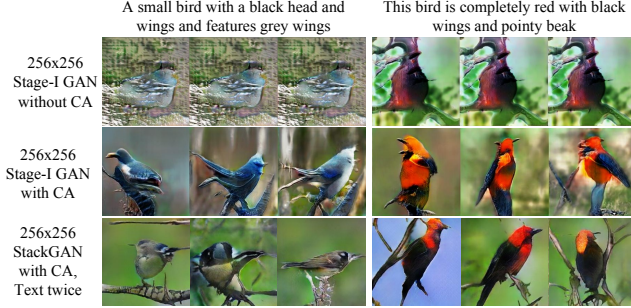 A small bird with a black head and
wings and features grey wings
This bird is completely red with black
wings and pointy beak
256x256
Stage-I GAN
without CA
256x256
Stage-I GAN
with CA
256x256
StackGAN
with CA,
Text twice